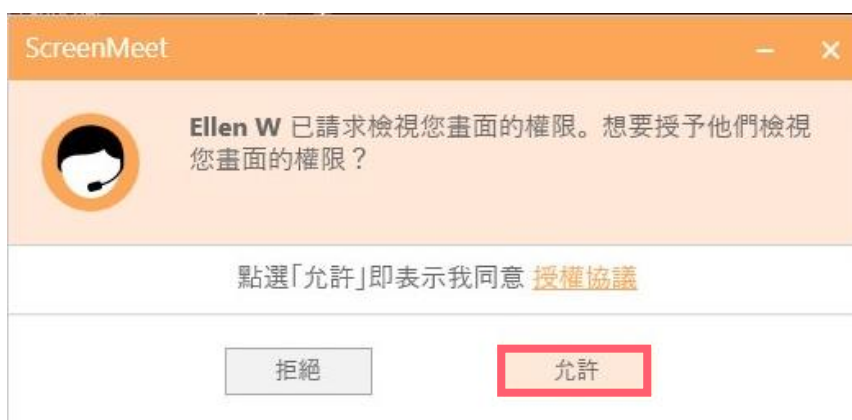 ScreenMeet
Ellen W 已請求檢視您畫面的權限。想要授予他們檢視
您畫面的權限？
點選「允許」即表示我同意 授權協議
拒絕
允許